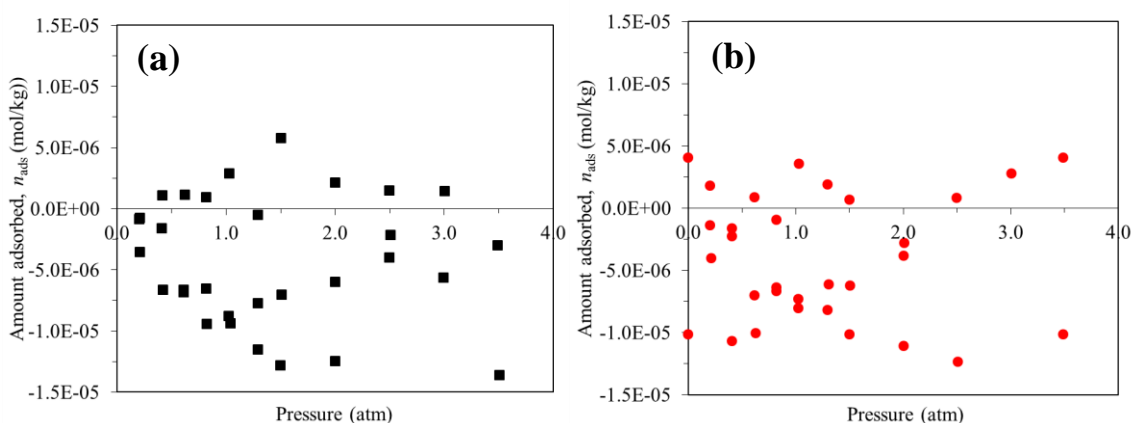 (a)
Amount adsorbed, nads (mol/kg))
1.5E-05
1.0E-05
5.0E-06
0.0E+00
-5.0E-06
-1.0E-05
-1.5E-05
0.0 1.0 2.0 3.0 4.0
Pressure (atm)
(b)
Amount adsorbed, nads (mol/kg)
1.5E-05
1.0E-05
5.0E-06
0.0E+00
-5.0E-06
-1.0E-05
-1.5E-05
0.0 1.0 2.0 3.0 4.0
Pressure (atm)